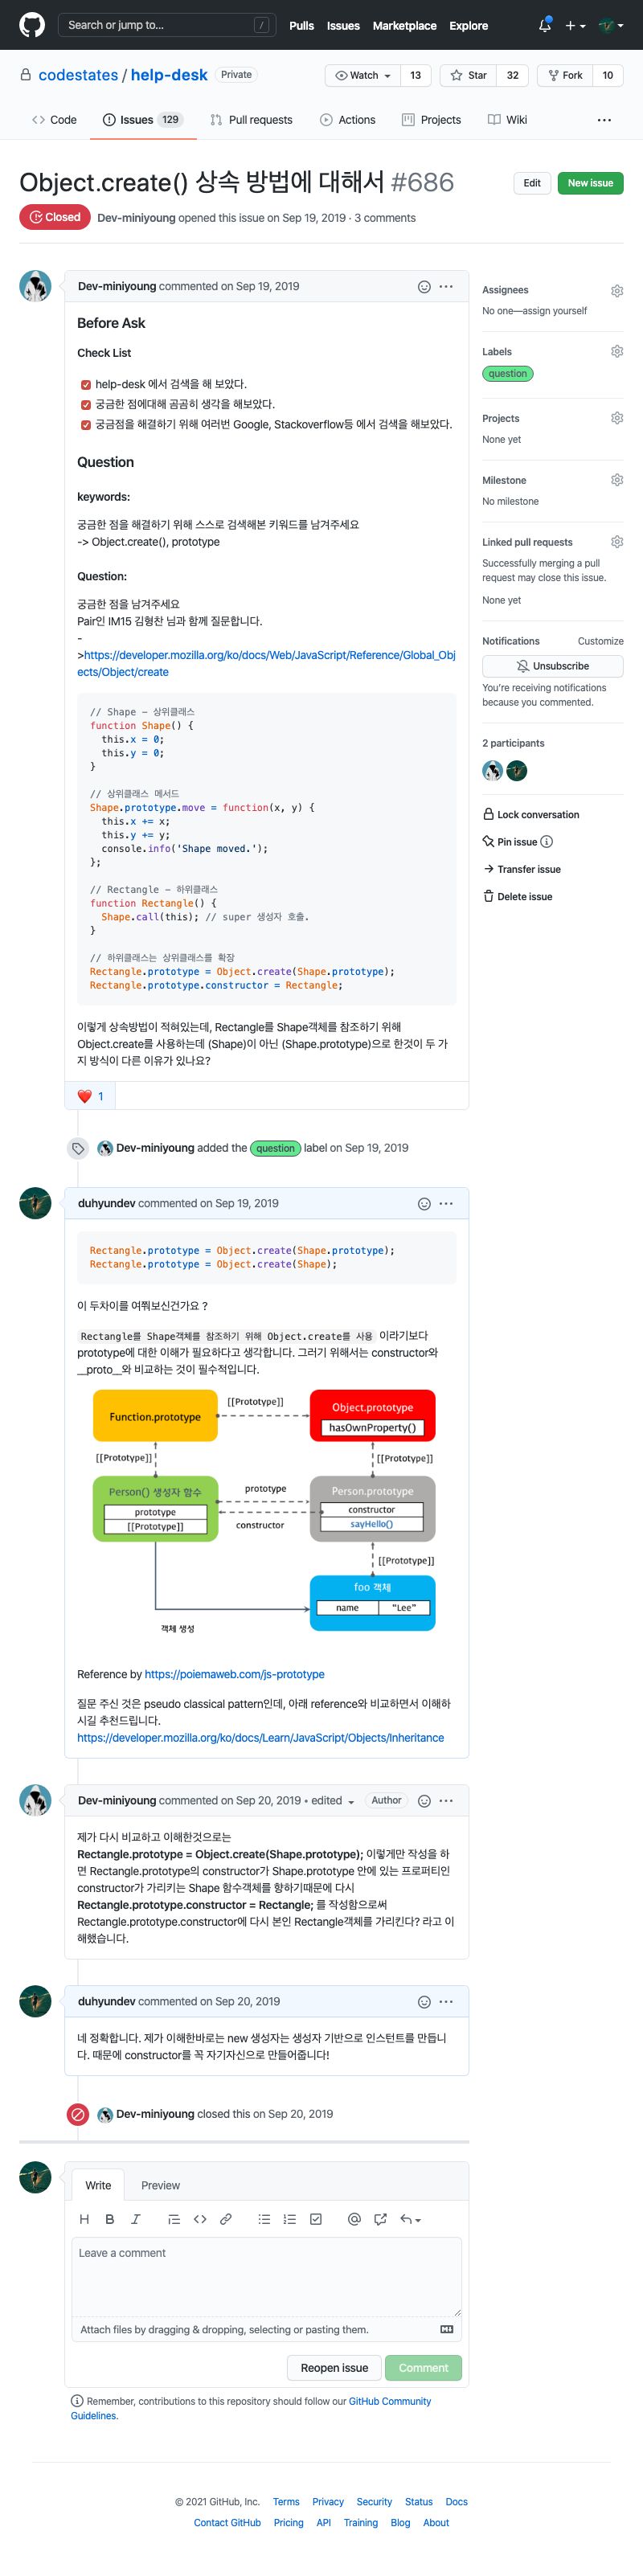 Search or jump to... /
Pulls Issues Marketplace Explore
codestates / help-desk Private
Watch 13 Star 32 Fork 10
Code Issues 129 Pull requests Actions Projects Wiki
Object.create() 상속 방법에 대해서 #686
Edit New issue
Closed Dev-miniyoung opened this issue on Sep 19, 2019 · 3 comments
Dev-miniyoung commented on Sep 19, 2019
Before Ask
Check List
help-desk 에서 검색을 해 보았다.
궁금한 점에대해 곰곰히 생각을 해보았다.
궁금점을 해결하기 위해 여러번 Google, Stackoverflow등 에서 검색을 해보았다.
Question
keywords:
궁금한 점을 해결하기 위해 스스로 검색해본 키워드를 남겨주세요
-> Object.create(), prototype
Question:
궁금한 점을 남겨주세요
Pair인 IM15 김형찬 님과 함께 질문합니다.
-
>https://developer.mozilla.org/ko/docs/Web/JavaScript/Reference/Global_Obj
ects/Object/create
// Shape - 상위클래스
function Shape() {
this.x = 0;
this.y = 0;
}
// 상위클래스 메서드
Shape.prototype.move = function(x, y) {
this.x += x;
this.y += y;
console.info('Shape moved.');
};
// Rectangle - 하위클래스
function Rectangle() {
Shape.call(this); // super 생성자 호출.
}
// 하위클래스는 상위클래스를 확장
Rectangle.prototype = Object.create(Shape.prototype);
Rectangle.prototype.constructor = Rectangle;
이렇게 상속방법이 적혀있는데, Rectangle를 Shape객체를 참조하기 위해
Object.create를 사용하는데 (Shape)이 아닌 (Shape.prototype)으로 한것이 두 가
지 방식이 다른 이유가 있나요?
❤️ 1
Assignees
No one—assign yourself
Labels
question
Projects
None yet
Milestone
No milestone
Linked pull requests
Successfully merging a pull
request may close this issue.
None yet
Notifications Customize
Unsubscribe
You're receiving notifications
because you commented.
2 participants
Lock conversation
Pin issue
Transfer issue
Delete issue
Dev-miniyoung added the question label on Sep 19, 2019
duhyundev commented on Sep 19, 2019
Rectangle.prototype = Object.create(Shape.prototype);
Rectangle.prototype = Object.create(Shape);
이 두차이를 여쭤보신건가요 ?
Rectangle를 Shape객체를 참조하기 위해 Object.create를 사용 이라기보다
prototype에 대한 이해가 필요하다고 생각합니다. 그러기 위해서는 constructor와
__proto__와 비교하는 것이 필수적입니다.
Function.prototype [[Prototype]] Object.prototype
hasOwnProperty()
[[Prototype]] [[Prototype]]
Person() 생성자 함수 prototype Person.prototype
prototype constructor
[[Prototype]] constructor sayHello()
[[Prototype]]
foo 객체
name "Lee"
객체 생성
Reference by https://poiemaweb.com/js-prototype
질문 주신 것은 pseudo classical pattern인데, 아래 reference와 비교하면서 이해하
시길 추천드립니다.
https://developer.mozilla.org/ko/docs/Learn/JavaScript/Objects/Inheritance
Dev-miniyoung commented on Sep 20, 2019 • edited Author
제가 다시 비교하고 이해한것으로는
Rectangle.prototype = Object.create(Shape.prototype); 이렇게만 작성을 하
면 Rectangle.prototype의 constructor가 Shape.prototype 안에 있는 프로퍼티인
constructor가 가리키는 Shape 함수객체를 향하기때문에 다시
Rectangle.prototype.constructor = Rectangle; 를 작성함으로써
Rectangle.prototype.constructor에 다시 본인 Rectangle객체를 가리킨다? 라고 이
해했습니다.
duhyundev commented on Sep 20, 2019
네 정확합니다. 제가 이해한바로는 new 생성자는 생성자 기반으로 인스턴트를 만듭니
다. 때문에 constructor를 꼭 자기자신으로 만들어줍니다!
Dev-miniyoung closed this on Sep 20, 2019
Write Preview
Leave a comment
Attach files by dragging & dropping, selecting or pasting them.
Reopen issue Comment
Remember, contributions to this repository should follow our GitHub Community
Guidelines.
© 2021 GitHub, Inc. Terms Privacy Security Status Docs
Contact GitHub Pricing API Training Blog About